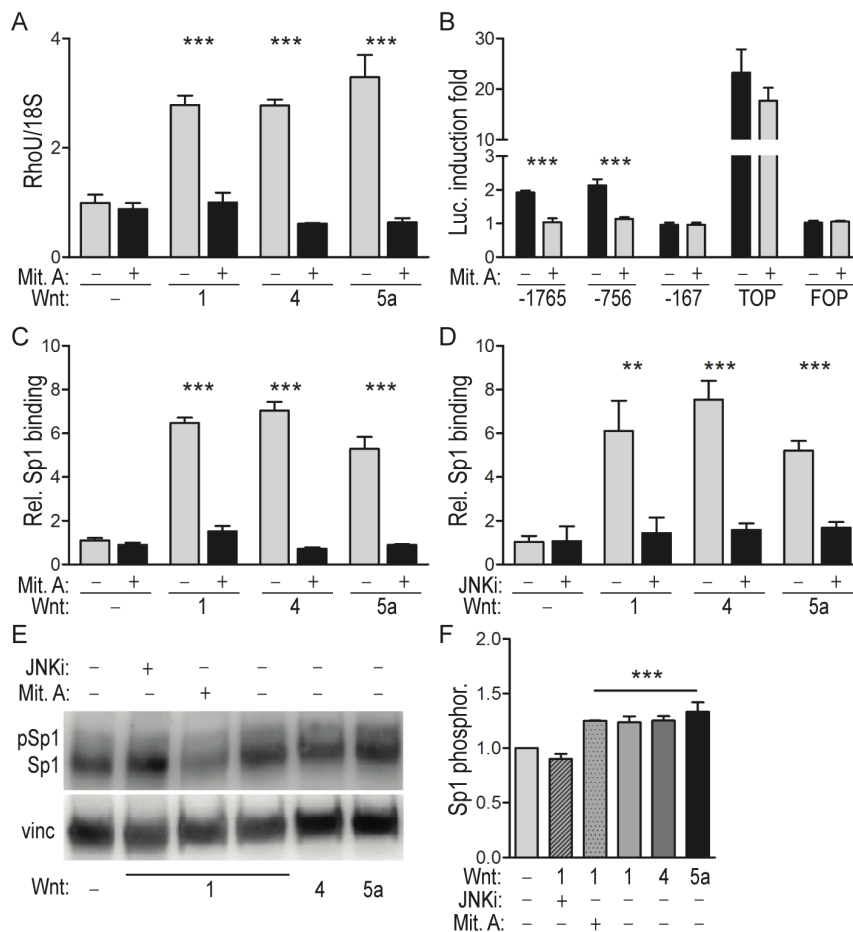 A
RhoU/18S
4
2
0
*** *** ***
Mit. A: – + – + – + – +
Wnt: – 1 4 5a
B
Luc. induction fold
30
20
10
3
2
1
0
*** ***
Mit. A: – + – + – + – + – +
-1765 -756 -167 TOP FOP
C
Rel. Sp1 binding
10
8
6
4
2
0
*** *** ***
Mit. A: – + – + – + – +
Wnt: – 1 4 5a
D
Rel. Sp1 binding
10
8
6
4
2
0
** *** ***
JNKi: – + – + – + – +
Wnt: – 1 4 5a
E
JNKi: – + – – – –
Mit. A: – – + – – –
pSp1
Sp1
vinc
Wnt: – 1 4 5a
F
Sp1 phosphor.
2.0
1.5
1.0
0.5
0.0
***
Wnt: – 1 1 1 4 5a
JNKi: – + – – – –
Mit. A: – – + – – –